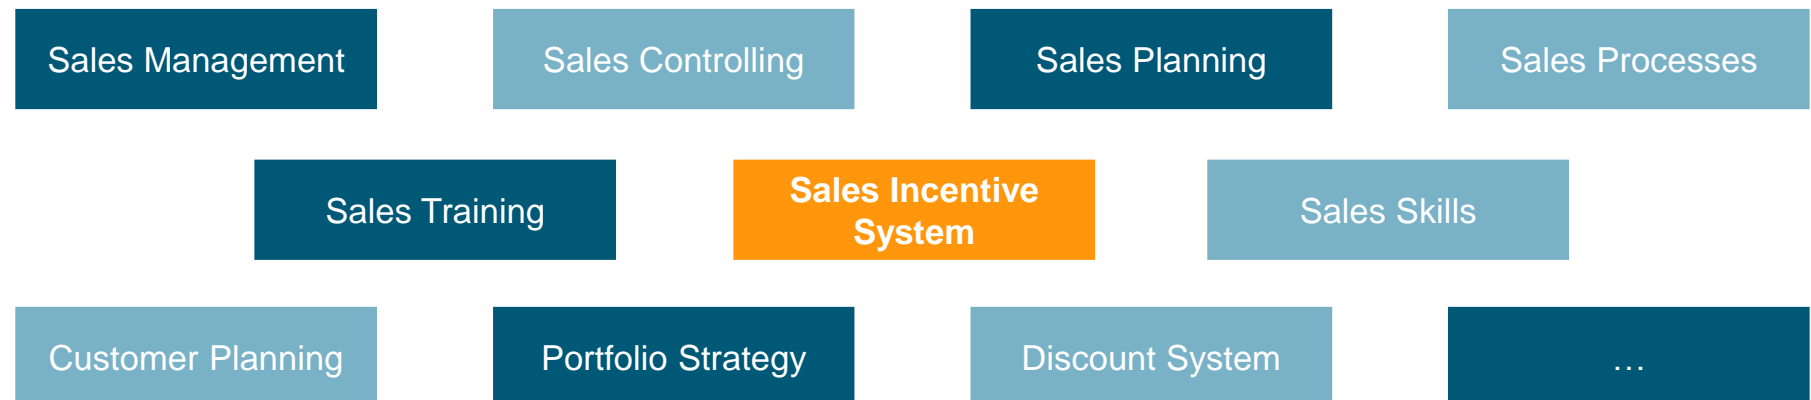 Sales Management
Sales Controlling
Sales Planning
Sales Processes
Sales Training
Sales Incentive
System
Sales Skills
Customer Planning
Portfolio Strategy
Discount System
…